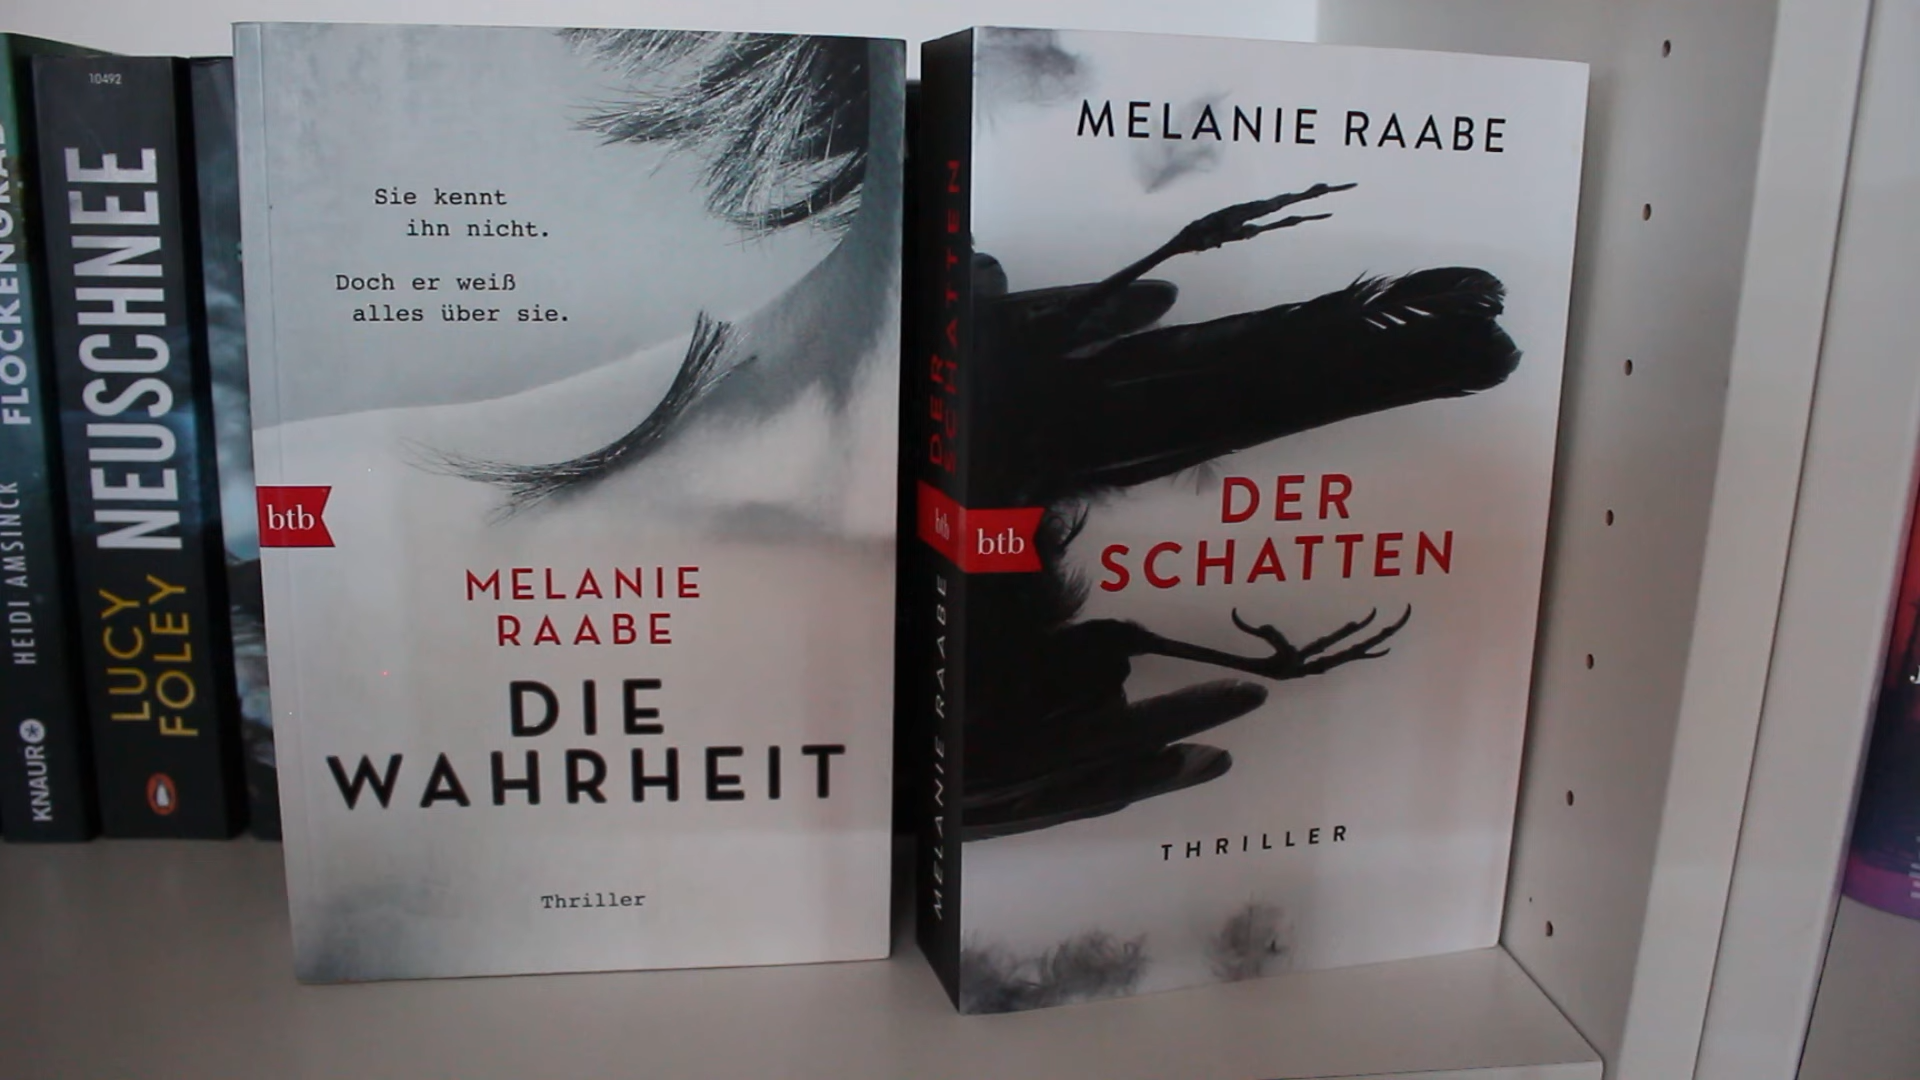 FLOCKENGRAB
HEIDI AMSINCK
KNAUR
10492
NEUSCHNEE
LUCY
FOLEY
Sie kennt
ihn nicht.
Doch er weiß
alles über sie.
btb
MELANIE
RAABE
DIE
WAHRHEIT
Thriller
DER
SCHATTEN
btb
MELANIE RAABE
MELANIE RAABE
btb
DER
SCHATTEN
THRILLER